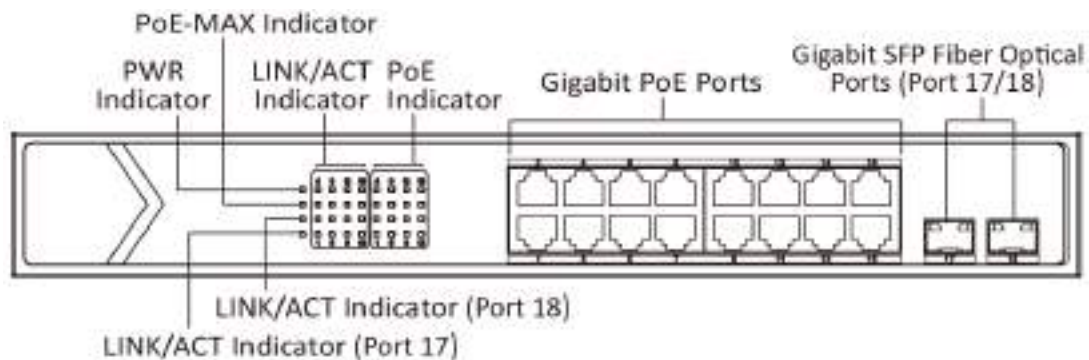 PoE-MAX Indicator
PWR
Indicator
LINK/ACT
Indicator
PoE
Indicator
Gigabit PoE Ports
Gigabit SFP Fiber Optical
Ports (Port 17/18)
LINK/ACT Indicator (Port 18)
LINK/ACT Indicator (Port 17)